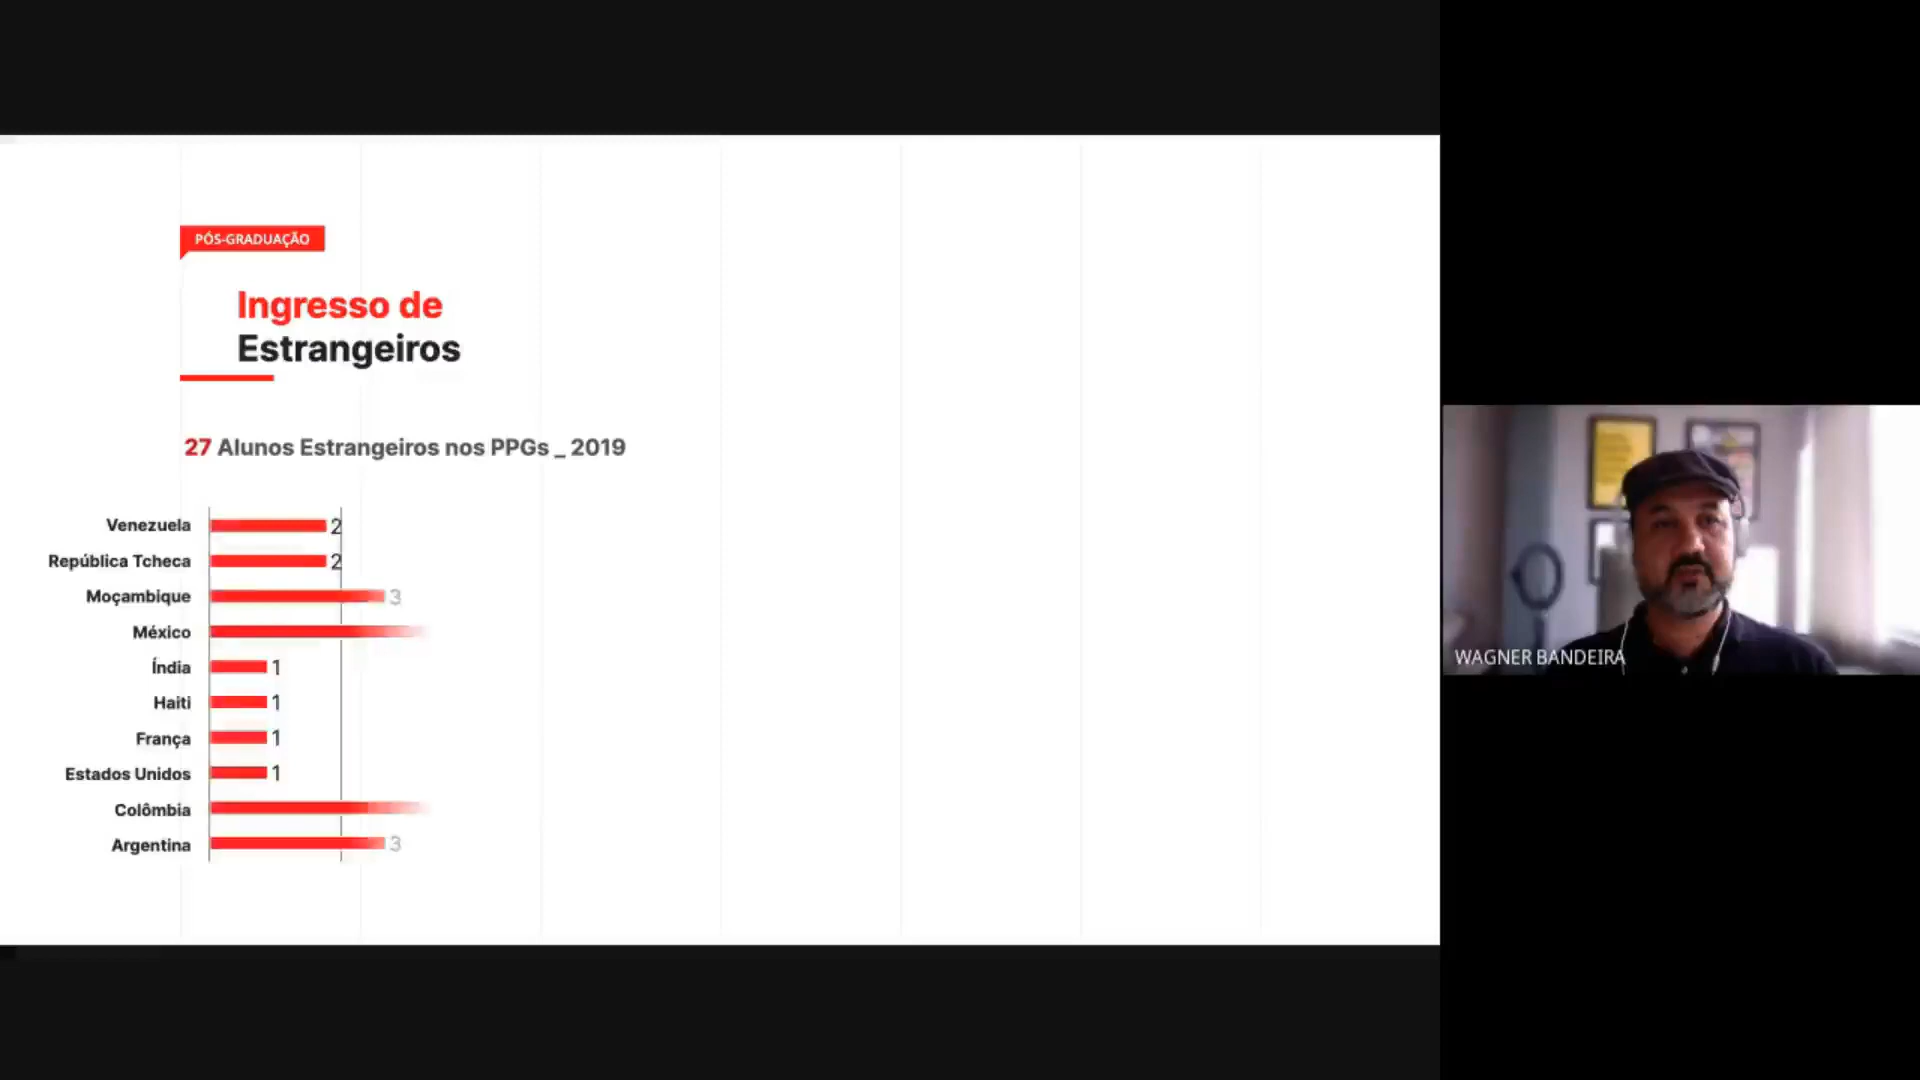 PÓS-GRADUAÇÃO
Ingresso de
Estrangeiros
27 Alunos Estrangeiros nos PPGs _ 2019
Venezuela 2
República Tcheca 2
Moçambique 3
México
Índia 1
Haiti 1
França 1
Estados Unidos 1
Colômbia
Argentina 3
WAGNER BANDEIRA